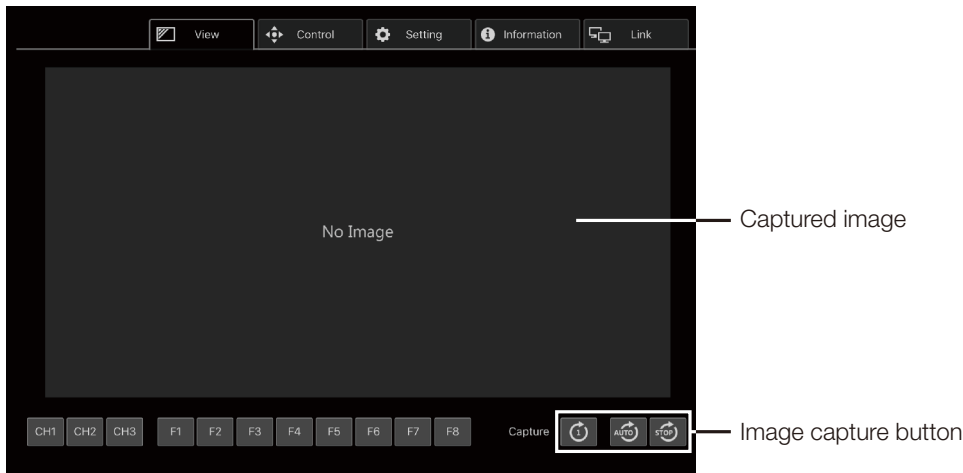 View Control Setting Information Link
No Image
Captured image
CH1 CH2 CH3 F1 F2 F3 F4 F5 F6 F7 F8 Capture 1 AUTO STOP
Image capture button